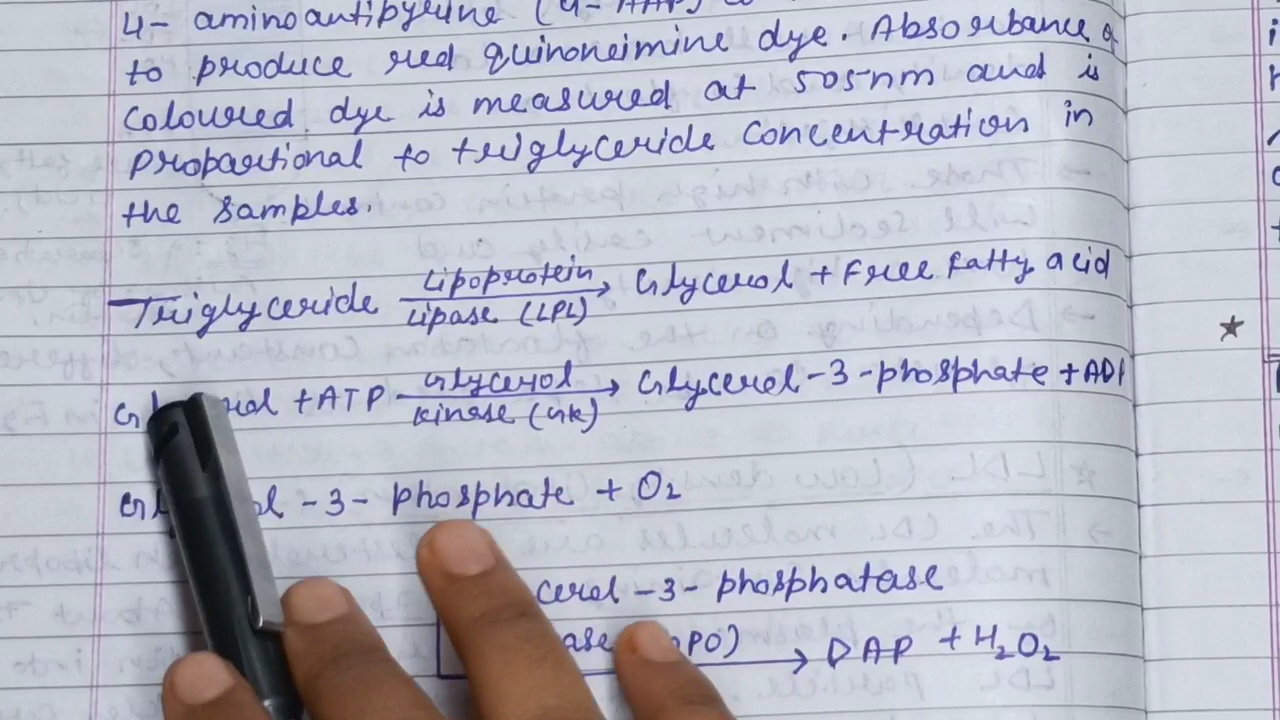 4- aminoantipyrine (4-AAP)
to produce red quinoneimine dye. Absorbance of
coloured dye is measured at 505nm and is
proportional to triglyceride concentration in
the samples.
Triglyceride Lipoprotein Lipase (LPL) → Glycerol + Free fatty acid
+ATP Glycerol kinase (GK) → Glycerol-3-phosphate + ADP
-3- phosphate + O2
-3-phosphatase
→ DAP + H2O2